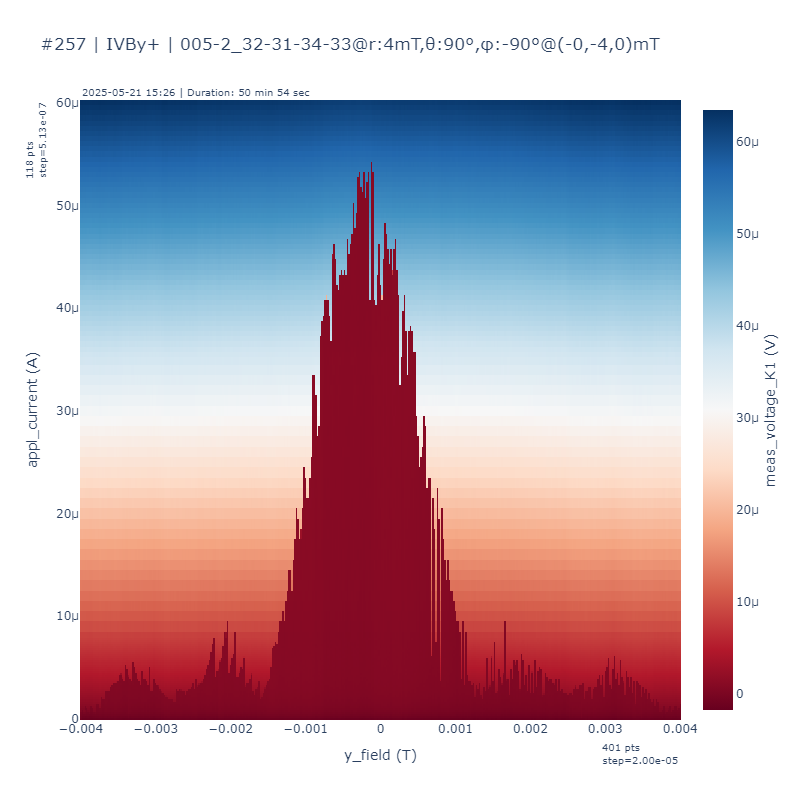 #257 | IVBy+ | 005-2_32-31-34-33@r:4mT,θ:90°,φ:-90°@(-0,-4,0)mT
2025-05-21 15:26 | Duration: 50 min 54 sec
118 pts
step=5.13e-07
60μ
50μ
40μ
30μ
20μ
10μ
0
appl_current (A)
−0.004
−0.003
−0.002
−0.001
0
0.001
0.002
0.003
0.004
y_field (T)
401 pts
step=2.00e-05
60μ
50μ
40μ
30μ
20μ
10μ
0
meas_voltage_K1 (V)